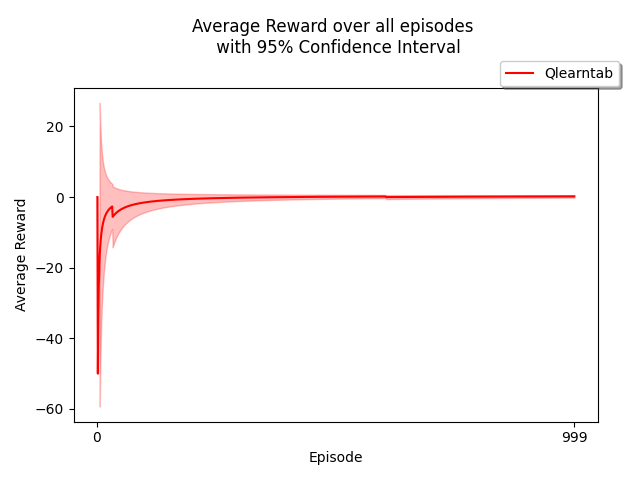 Average Reward over all episodes
with 95% Confidence Interval
Qlearntab
20
0
−20
−40
−60
Average Reward
0
999
Episode